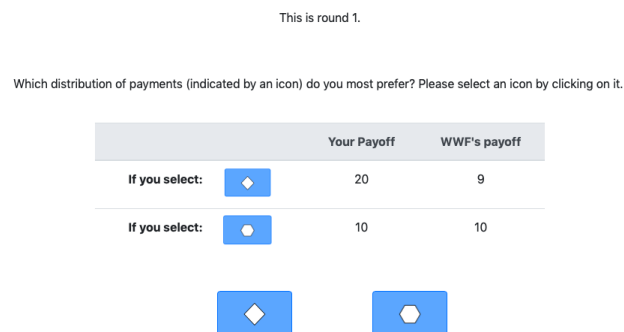 This is round 1.
Which distribution of payments (indicated by an icon) do you most prefer? Please select an icon by clicking on it.
Your Payoff WWF's payoff
If you select: 20 9
If you select: 10 10